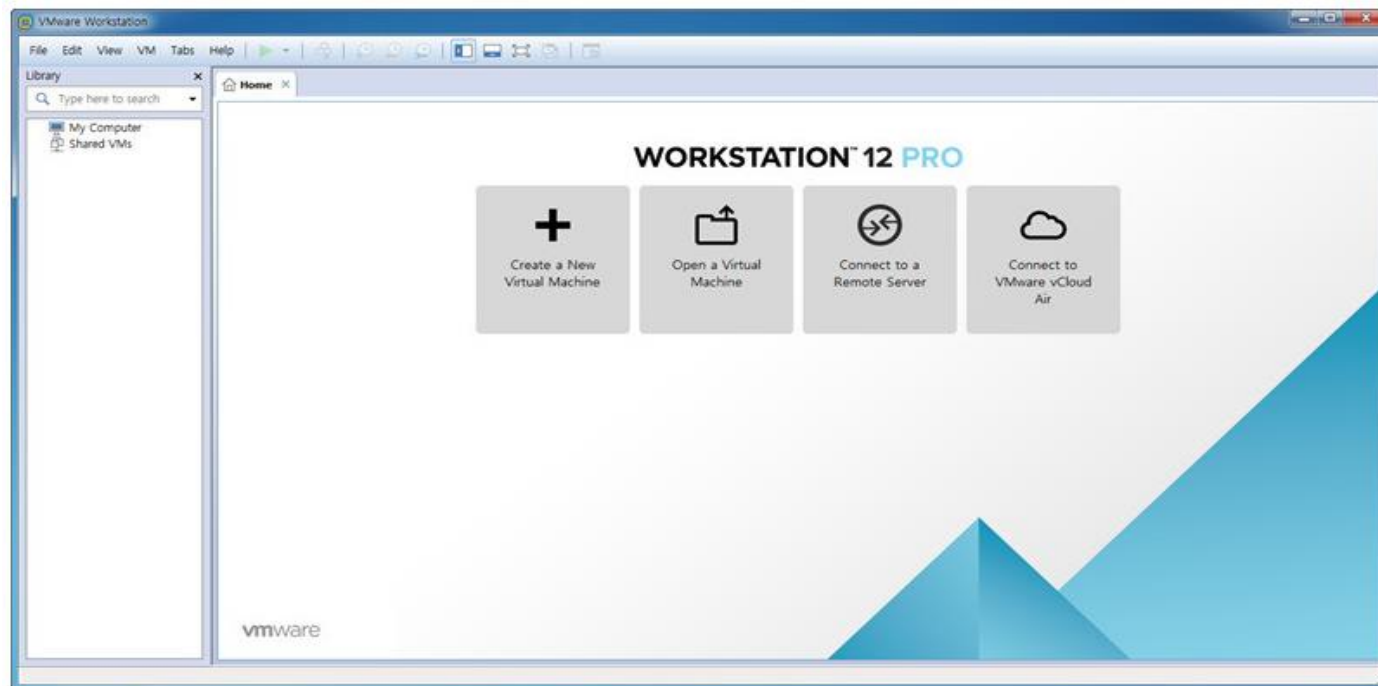 VMware Workstation
File Edit View VM Tabs Help
Library
Type here to search
My Computer
Shared VMs
Home
WORKSTATION™ 12 PRO
Create a New
Virtual Machine
Open a Virtual
Machine
Connect to a
Remote Server
Connect to
VMware vCloud
Air
vmware